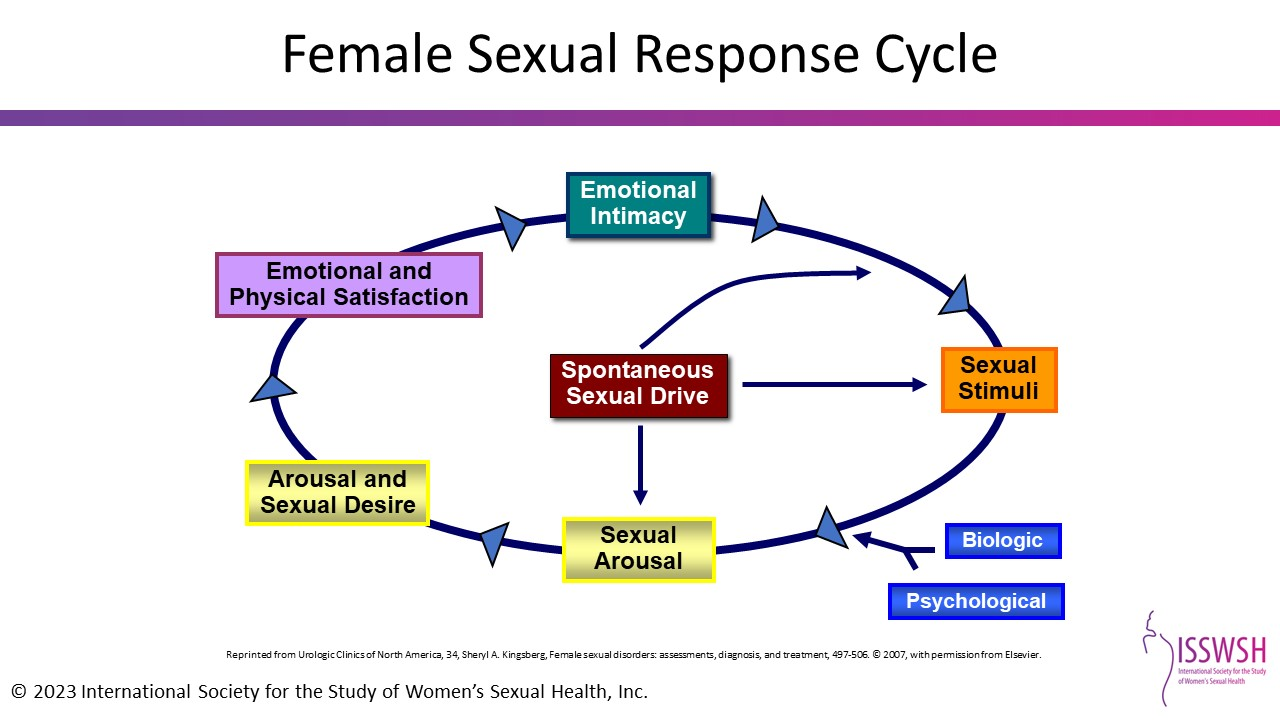 Female Sexual Response Cycle
Emotional
Intimacy
Emotional and
Physical Satisfaction
Spontaneous
Sexual Drive
Sexual
Stimuli
Arousal and
Sexual Desire
Sexual
Arousal
Biologic
Psychological
Reprinted from Urologic Clinics of North America, 34, Sheryl A. Kingsberg, Female sexual disorders: assessments, diagnosis, and treatment, 497-506. © 2007, with permission from Elsevier.
ISSWSH
International Society for the Study
of Women's Sexual Health
© 2023 International Society for the Study of Women’s Sexual Health, Inc.